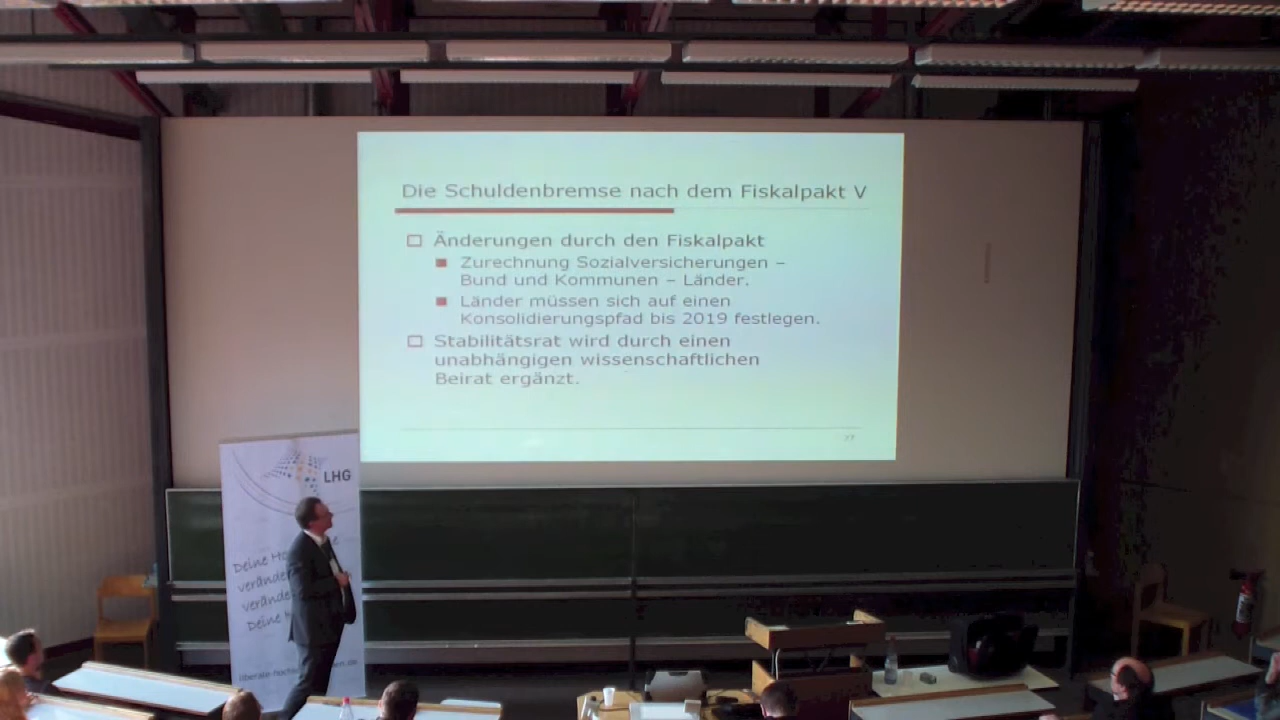 Die Schuldenbremse nach dem Fiskalpakt V
Änderungen durch den Fiskalpakt
Zurechnung Sozialversicherungen –
Bund und Kommunen – Länder.
Länder müssen sich auf einen
Konsolidierungspfad bis 2019 festlegen.
Stabilitätsrat wird durch einen
unabhängigen wissenschaftlichen
Beirat ergänzt.
LHG
Deine
verände
verände
Deine